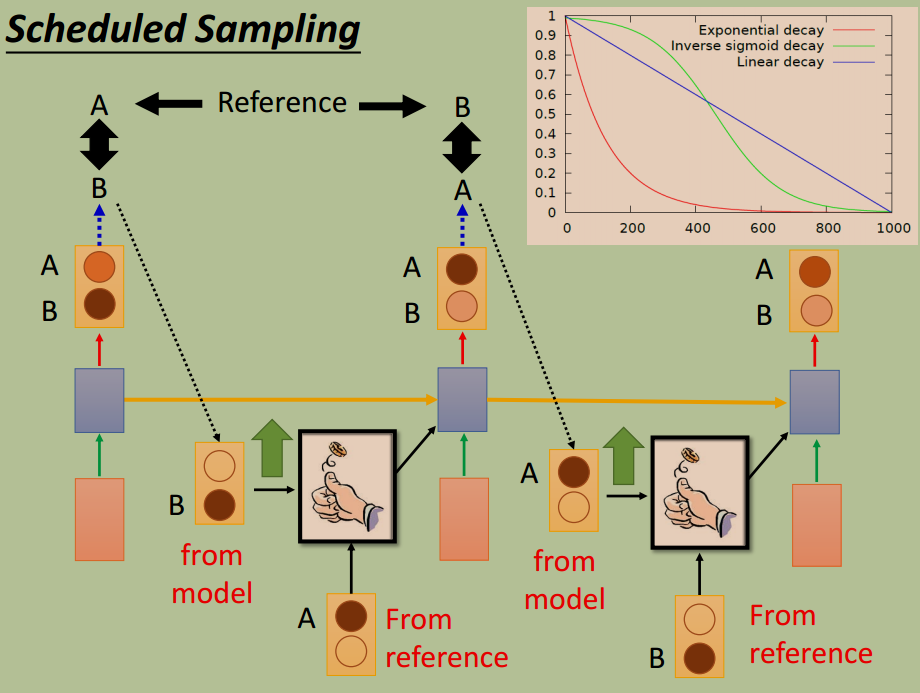 Scheduled Sampling
1
0.9
0.8
0.7
0.6
0.5
0.4
0.3
0.2
0.1
0
Exponential decay
Inverse sigmoid decay
Linear decay
0 200 400 600 800 1000
A Reference B
B A
A
B
A
B
A
B
B
from
model
A
From
reference
A
from
model
B
From
reference